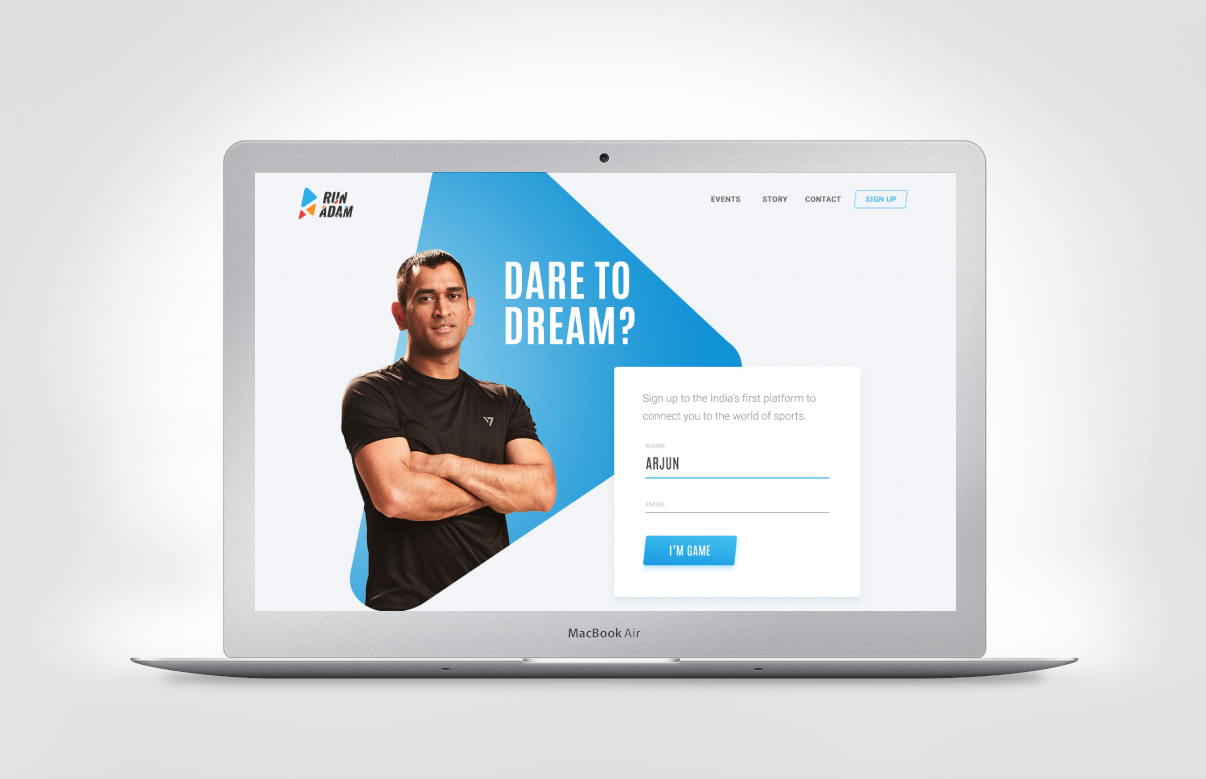 RUN
ADAM
EVENTS
STORY
CONTACT
SIGN UP
DARE TO
DREAM?
Sign up to the India's first platform to
connect you to the world of sports.
NAME
ARJUN
EMAIL
I'M GAME
MacBook Air